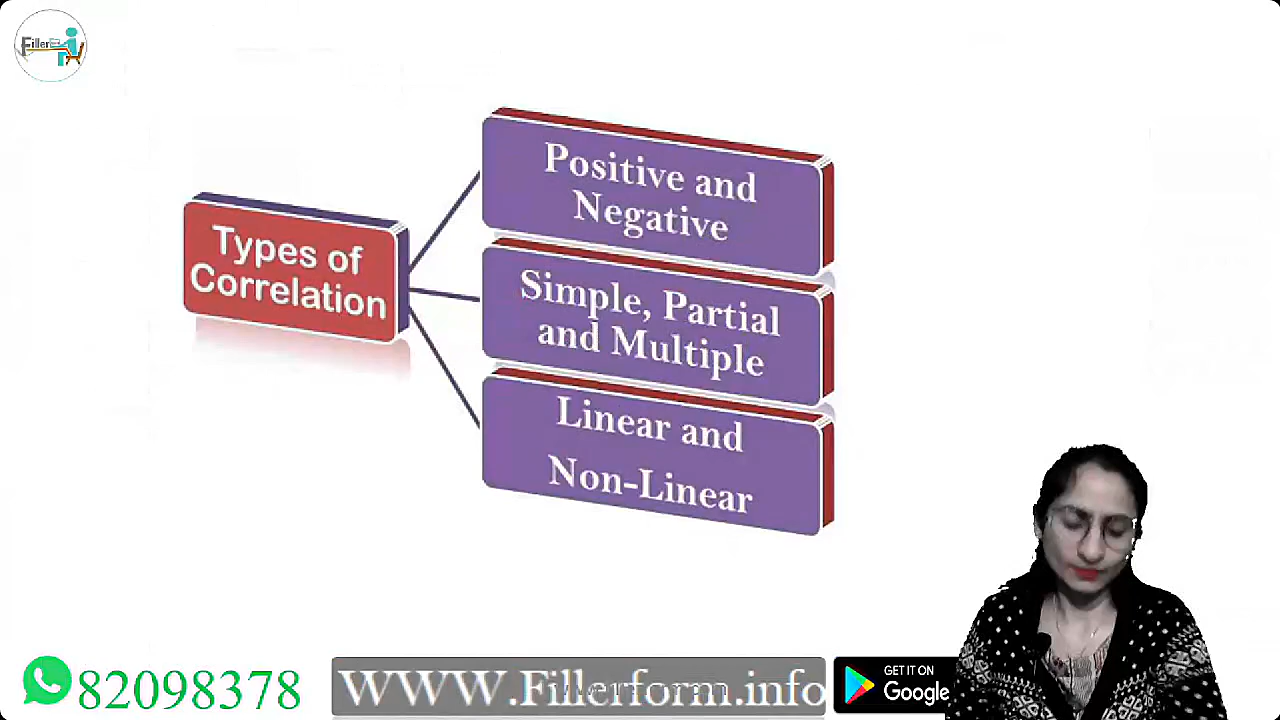 Filler
Types of
Correlation
Positive and
Negative
Simple, Partial
and Multiple
Linear and
Non-Linear
82098378
WWW.Fillerform.info
GET IT ON
Google